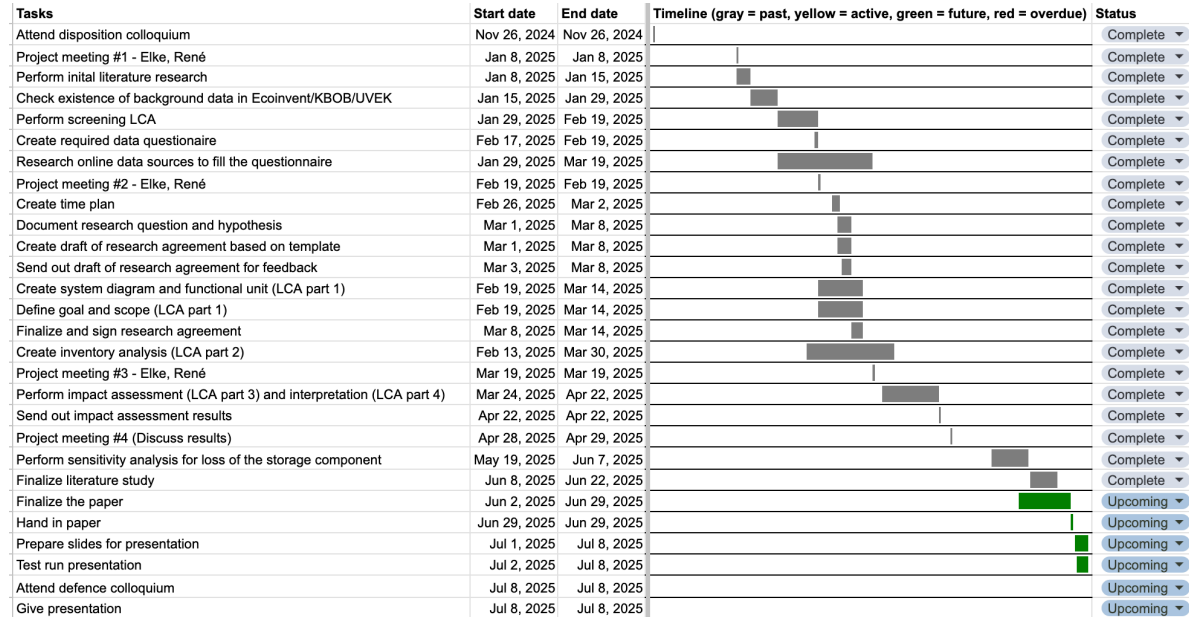 Tasks Start date End date Timeline (gray = past, yellow = active, green = future, red = overdue) Status
Attend disposition colloquium Nov 26, 2024 Nov 26, 2024 Complete
Project meeting #1 - Elke, René Jan 8, 2025 Jan 8, 2025 Complete
Perform inital literature research Jan 8, 2025 Jan 15, 2025 Complete
Check existence of background data in Ecoinvent/KBOB/UVEK Jan 15, 2025 Jan 29, 2025 Complete
Perform screening LCA Jan 29, 2025 Feb 19, 2025 Complete
Create required data questionaire Feb 17, 2025 Feb 19, 2025 Complete
Research online data sources to fill the questionnaire Jan 29, 2025 Mar 19, 2025 Complete
Project meeting #2 - Elke, René Feb 19, 2025 Feb 19, 2025 Complete
Create time plan Feb 26, 2025 Mar 2, 2025 Complete
Document research question and hypothesis Mar 1, 2025 Mar 8, 2025 Complete
Create draft of research agreement based on template Mar 1, 2025 Mar 8, 2025 Complete
Send out draft of research agreement for feedback Mar 3, 2025 Mar 8, 2025 Complete
Create system diagram and functional unit (LCA part 1) Feb 19, 2025 Mar 14, 2025 Complete
Define goal and scope (LCA part 1) Feb 19, 2025 Mar 14, 2025 Complete
Finalize and sign research agreement Mar 8, 2025 Mar 14, 2025 Complete
Create inventory analysis (LCA part 2) Feb 13, 2025 Mar 30, 2025 Complete
Project meeting #3 - Elke, René Mar 19, 2025 Mar 19, 2025 Complete
Perform impact assessment (LCA part 3) and interpretation (LCA part 4) Mar 24, 2025 Apr 22, 2025 Complete
Send out impact assessment results Apr 22, 2025 Apr 22, 2025 Complete
Project meeting #4 (Discuss results) Apr 28, 2025 Apr 29, 2025 Complete
Perform sensitivity analysis for loss of the storage component May 19, 2025 Jun 7, 2025 Complete
Finalize literature study Jun 8, 2025 Jun 22, 2025 Complete
Finalize the paper Jun 2, 2025 Jun 29, 2025 Upcoming
Hand in paper Jun 29, 2025 Jun 29, 2025 Upcoming
Prepare slides for presentation Jul 1, 2025 Jul 8, 2025 Upcoming
Test run presentation Jul 2, 2025 Jul 8, 2025 Upcoming
Attend defence colloquium Jul 8, 2025 Jul 8, 2025 Upcoming
Give presentation Jul 8, 2025 Jul 8, 2025 Upcoming